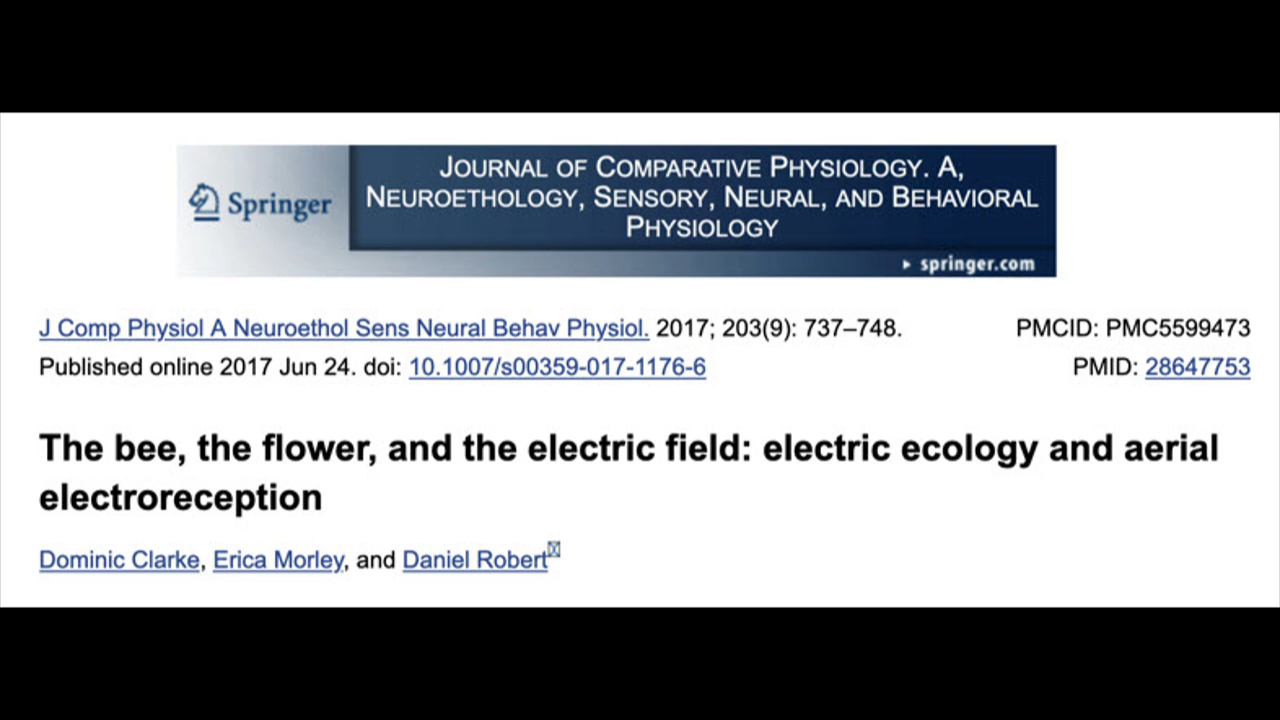 Springer
JOURNAL OF COMPARATIVE PHYSIOLOGY. A,
NEUROETHOLOGY, SENSORY, NEURAL, AND BEHAVIORAL
PHYSIOLOGY
springer.com
J Comp Physiol A Neuroethol Sens Neural Behav Physiol. 2017; 203(9): 737–748. PMCID: PMC5599473
Published online 2017 Jun 24. doi: 10.1007/s00359-017-1176-6 PMID: 28647753
The bee, the flower, and the electric field: electric ecology and aerial
electroreception
Dominic Clarke, Erica Morley, and Daniel Robert